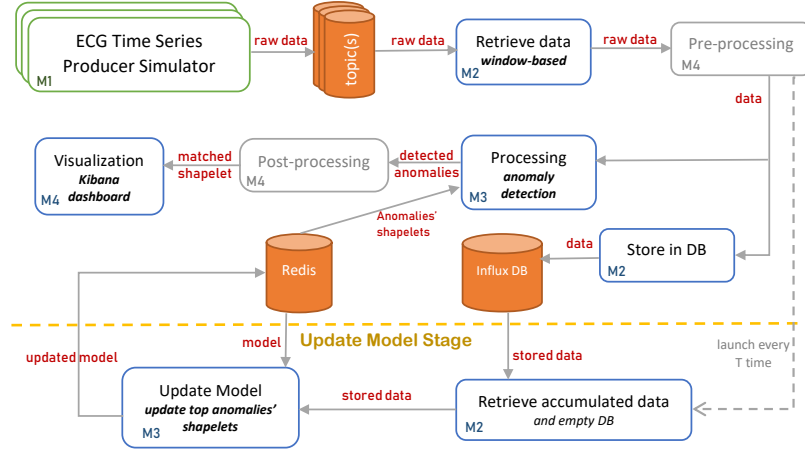 ECG Time Series
Producer Simulator
M1
raw data
topic(s)
raw data
Retrieve data
window-based
M2
raw data
Pre-processing
M4
data
Visualization
Kibana
dashboard
M4
matched
shapelet
Post-processing
M4
detected
anomalies
Processing
anomaly
detection
M3
Anomalies'
shapelets
Redis
Influx DB
data
Store in DB
M2
Update Model Stage
updated model
model
stored data
launch every
T time
Update Model
update top anomalies'
shapelets
M3
stored data
Retrieve accumulated data
and empty DB
M2